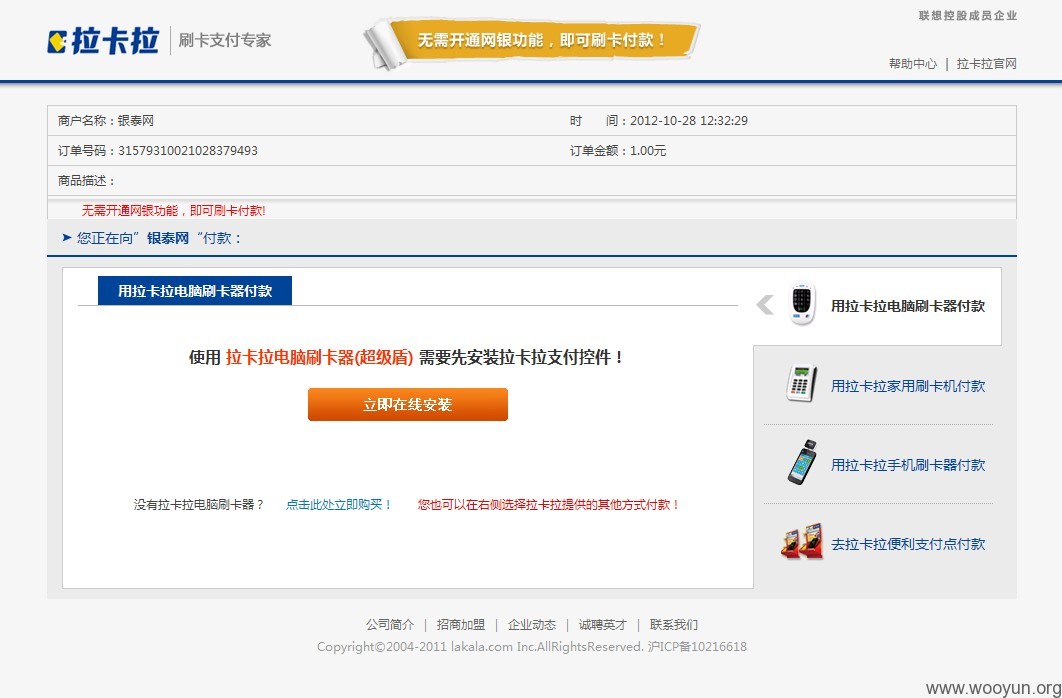 联想控股成员企业
拉卡拉 刷卡支付专家
无需开通网银功能，即可刷卡付款！
帮助中心 | 拉卡拉官网
商户名称：银泰网 时 间：2012-10-28 12:32:29
订单号码：31579310021028379493 订单金额：1.00元
商品描述：
无需开通网银功能，即可刷卡付款!
您正在向”银泰网“付款：
用拉卡拉电脑刷卡器付款
用拉卡拉电脑刷卡器付款
使用 拉卡拉电脑刷卡器(超级盾) 需要先安装拉卡拉支付控件！
立即在线安装
用拉卡拉家用刷卡机付款
用拉卡拉手机刷卡器付款
没有拉卡拉电脑刷卡器？ 点击此处立即购买！ 您也可以在右侧选择拉卡拉提供的其他方式付款！
去拉卡拉便利支付点付款
公司简介 | 招商加盟 | 企业动态 | 诚聘英才 | 联系我们
Copyright©2004-2011 lakala.com Inc.AllRightsReserved. 沪ICP备10216618
www.wooyun.org